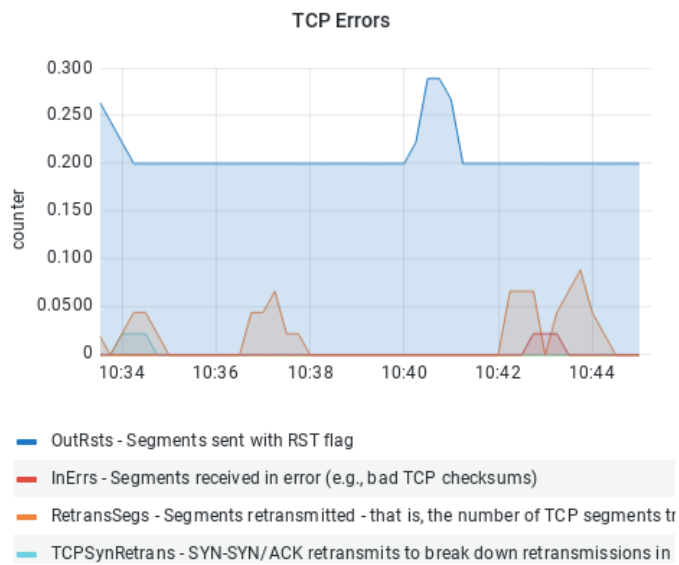 TCP Errors
0.300
0.250
0.200
0.150
0.100
0.0500
0
counter
10:34 10:36 10:38 10:40 10:42 10:44
OutRsts - Segments sent with RST flag
InErrs - Segments received in error (e.g., bad TCP checksums)
RetransSegs - Segments retransmitted - that is, the number of TCP segments tr
TCPSynRetrans - SYN-SYN/ACK retransmits to break down retransmissions in